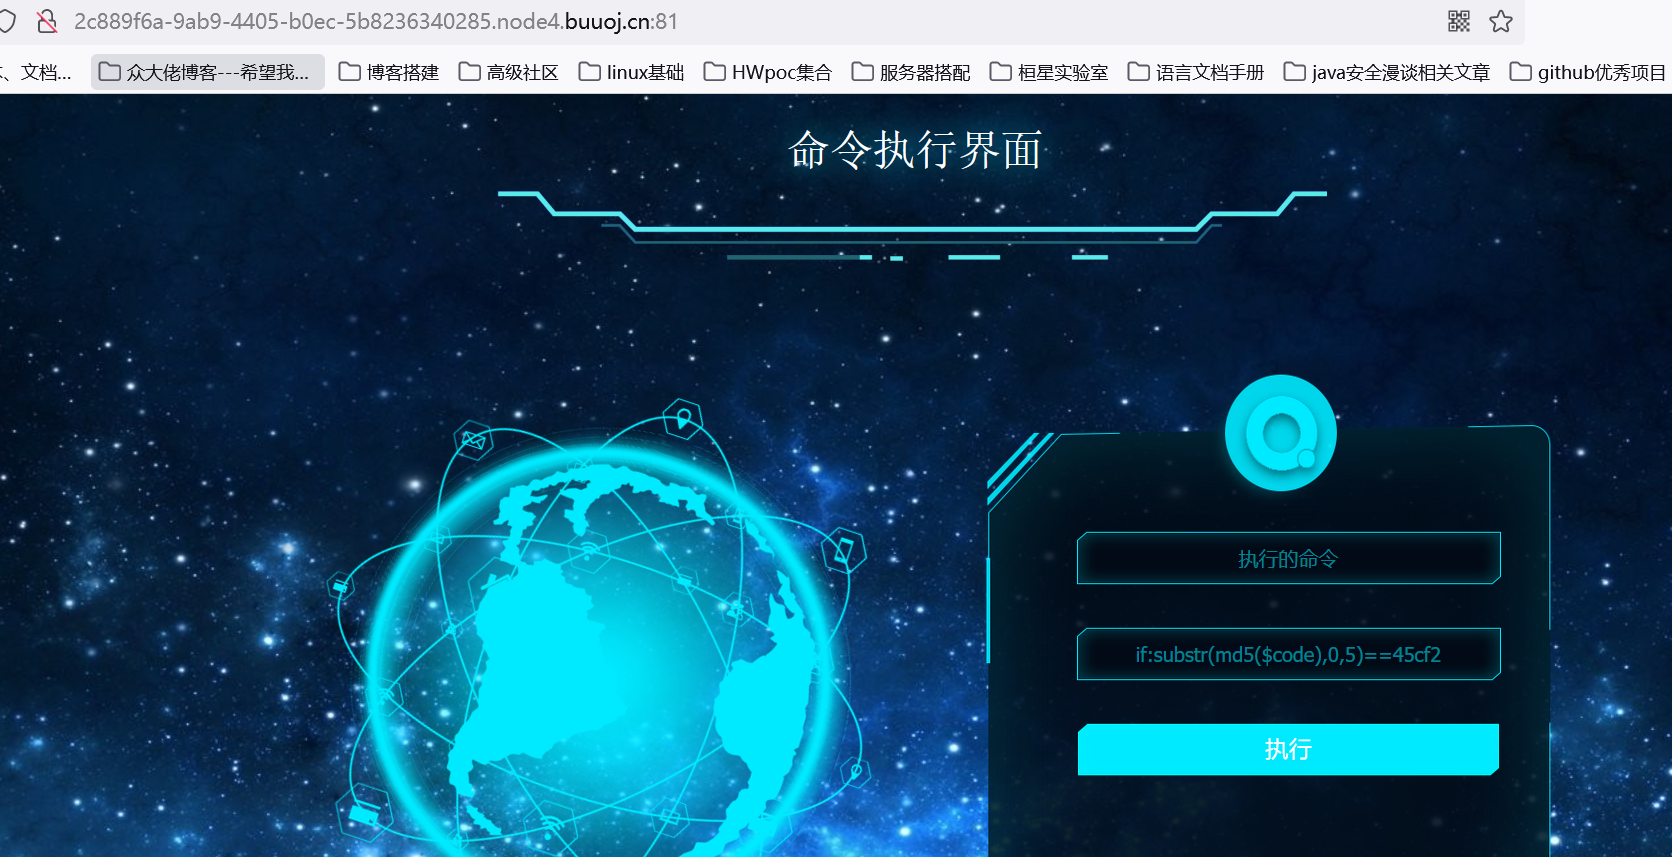 2c889f6a-9ab9-4405-b0ec-5b8236340285.node4.buuoj.cn:81
、文档... 众大佬博客---希望我... 博客搭建 高级社区 linux基础 HWpoc集合 服务器搭配 桓星实验室 语言文档手册 java安全漫谈相关文章 github优秀项目
命令执行界面
执行的命令
if:substr(md5($code),0,5)==45cf2
执行